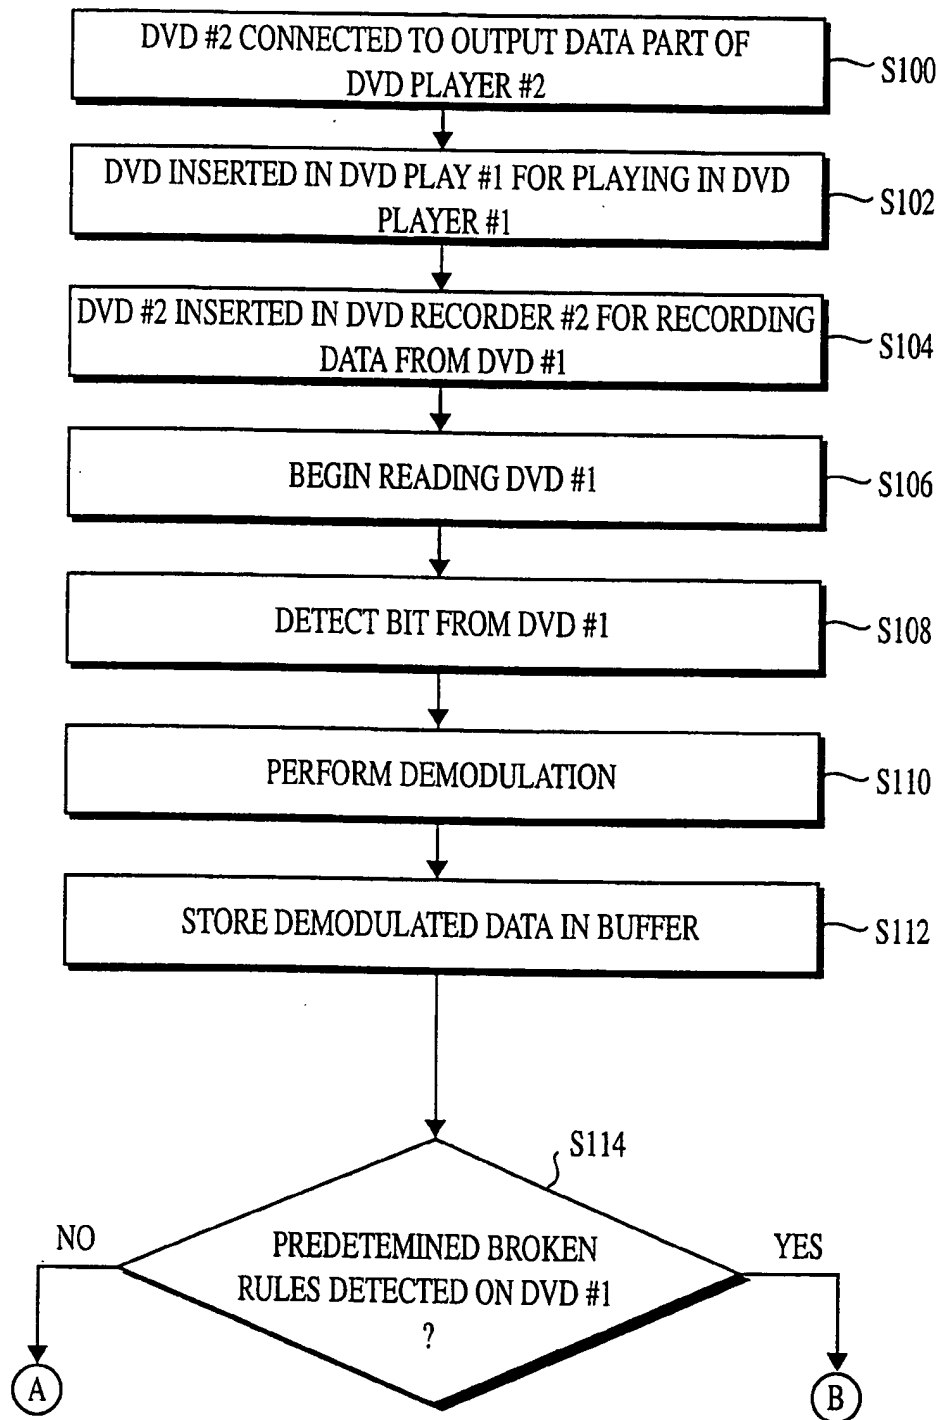 DVD #2 CONNECTED TO OUTPUT DATA PART OF
DVD PLAYER #2
S100
DVD INSERTED IN DVD PLAY #1 FOR PLAYING IN DVD
PLAYER #1
S102
DVD #2 INSERTED IN DVD RECORDER #2 FOR RECORDING
DATA FROM DVD #1
S104
BEGIN READING DVD #1
S106
DETECT BIT FROM DVD #1
S108
PERFORM DEMODULATION
S110
STORE DEMODULATED DATA IN BUFFER
S112
S114
NO
PREDETEMINED BROKEN
RULES DETECTED ON DVD #1
?
YES
A
B